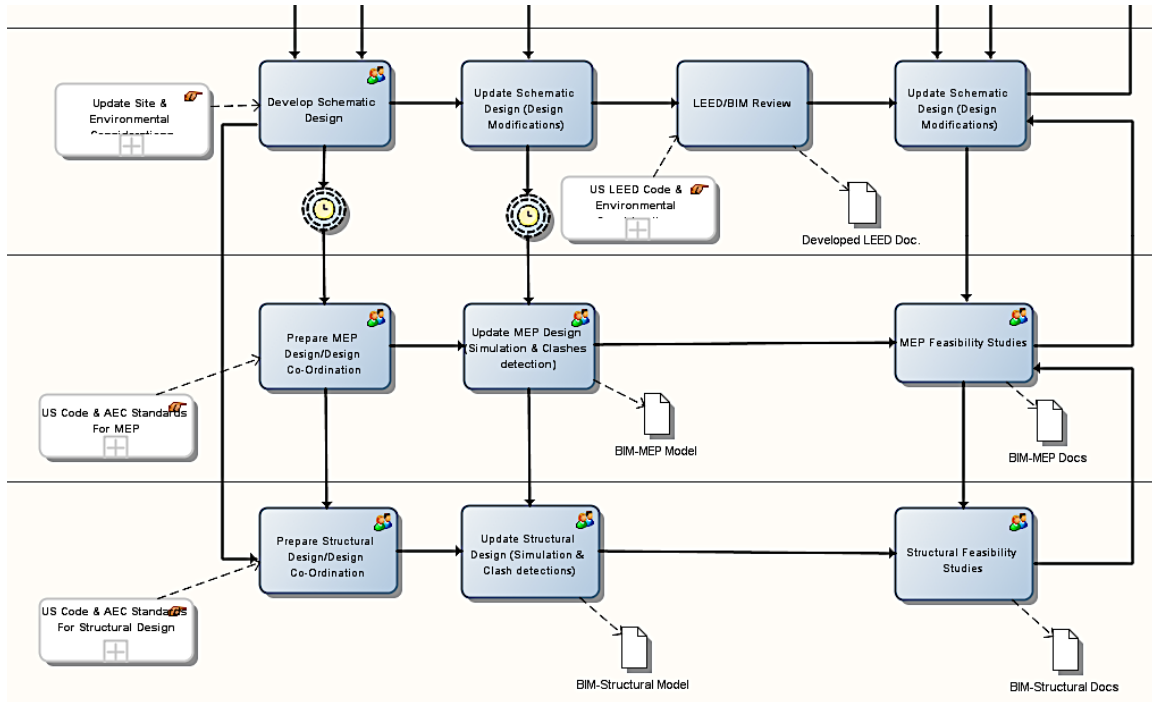 Update Site &
Environmental
Develop Schematic
Design
Update Schematic
Design (Design
Modifications)
LEED/BIM Review
Update Schematic
Design (Design
Modifications)
US LEED Code &
Environmental
Developed LEED Doc.
Prepare MEP
Design/Design
Co-Ordination
Update MEP Design
(Simulation & Clashes
detection)
MEP Feasibility Studies
US Code & AEC Standards
For MEP
BIM-MEP Model
BIM-MEP Docs
Prepare Structural
Design/Design
Co-Ordination
Update Structural
Design (Simulation &
Clash detections)
Structural Feasibility
Studies
US Code & AEC Standards
For Structural Design
BIM-Structural Model
BIM-Structural Docs